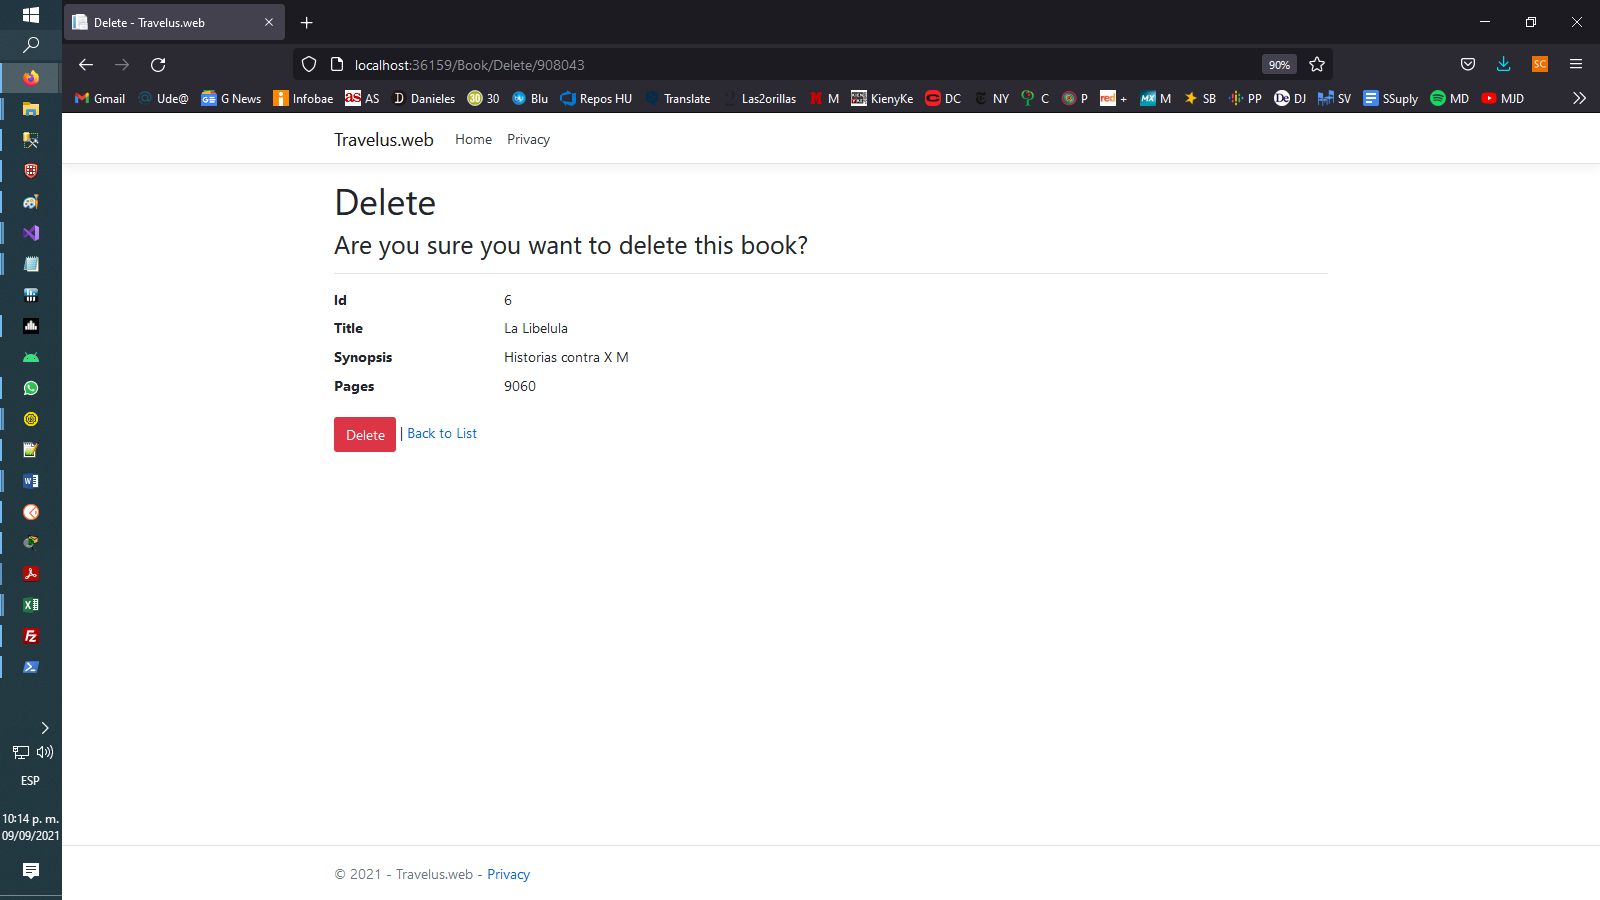 Delete - Travelus.web
localhost:36159/Book/Delete/908043
90%
SC
Gmail Ude@ G News Infobae AS Danieles 30 Blu Repos HU Translate Las2orillas M KienyKe DC NY C P + M SB PP DJ SV SSuply MD MJD
Travelus.web Home Privacy
Delete
Are you sure you want to delete this book?
Id 6
Title La Libelula
Synopsis Historias contra X M
Pages 9060
Delete | Back to List
ESP
10:14 p. m.
09/09/2021
© 2021 - Travelus.web - Privacy